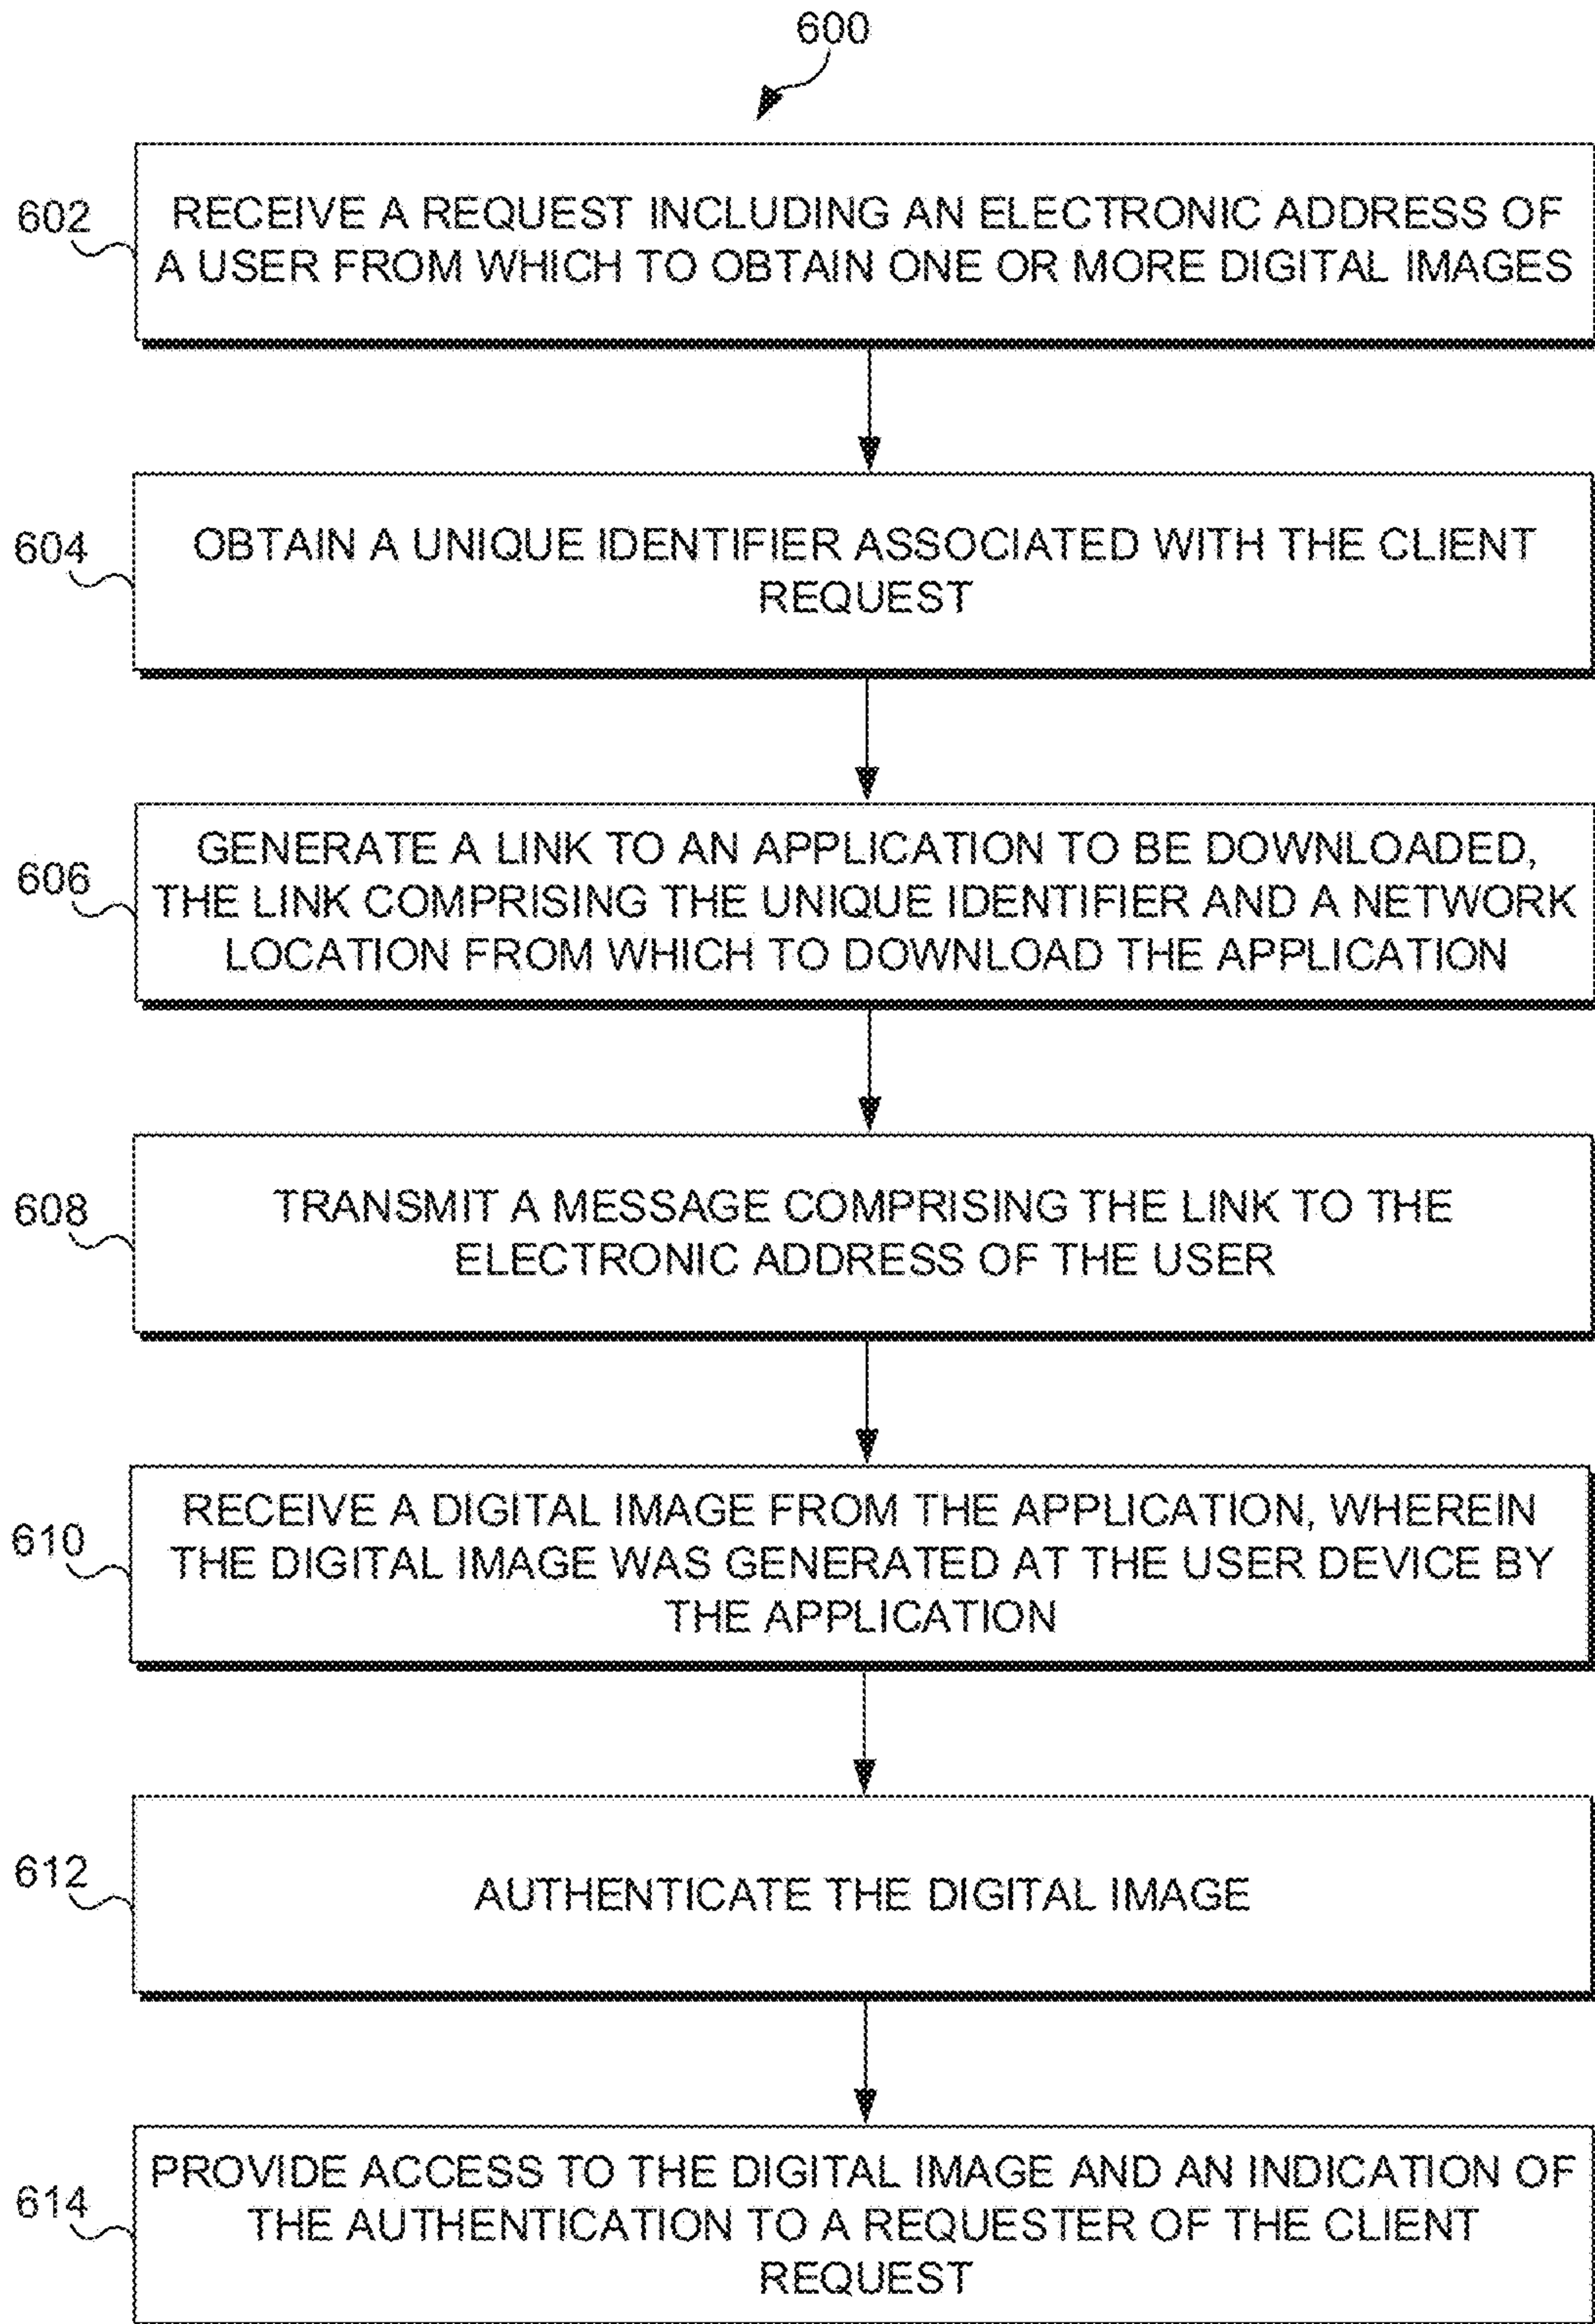 600
602
RECEIVE A REQUEST INCLUDING AN ELECTRONIC ADDRESS OF
A USER FROM WHICH TO OBTAIN ONE OR MORE DIGITAL IMAGES
604
OBTAIN A UNIQUE IDENTIFIER ASSOCIATED WITH THE CLIENT
REQUEST
606
GENERATE A LINK TO AN APPLICATION TO BE DOWNLOADED,
THE LINK COMPRISING THE UNIQUE IDENTIFIER AND A NETWORK
LOCATION FROM WHICH TO DOWNLOAD THE APPLICATION
608
TRANSMIT A MESSAGE COMPRISING THE LINK TO THE
ELECTRONIC ADDRESS OF THE USER
610
RECEIVE A DIGITAL IMAGE FROM THE APPLICATION, WHEREIN
THE DIGITAL IMAGE WAS GENERATED AT THE USER DEVICE BY
THE APPLICATION
612
AUTHENTICATE THE DIGITAL IMAGE
614
PROVIDE ACCESS TO THE DIGITAL IMAGE AND AN INDICATION OF
THE AUTHENTICATION TO A REQUESTER OF THE CLIENT
REQUEST